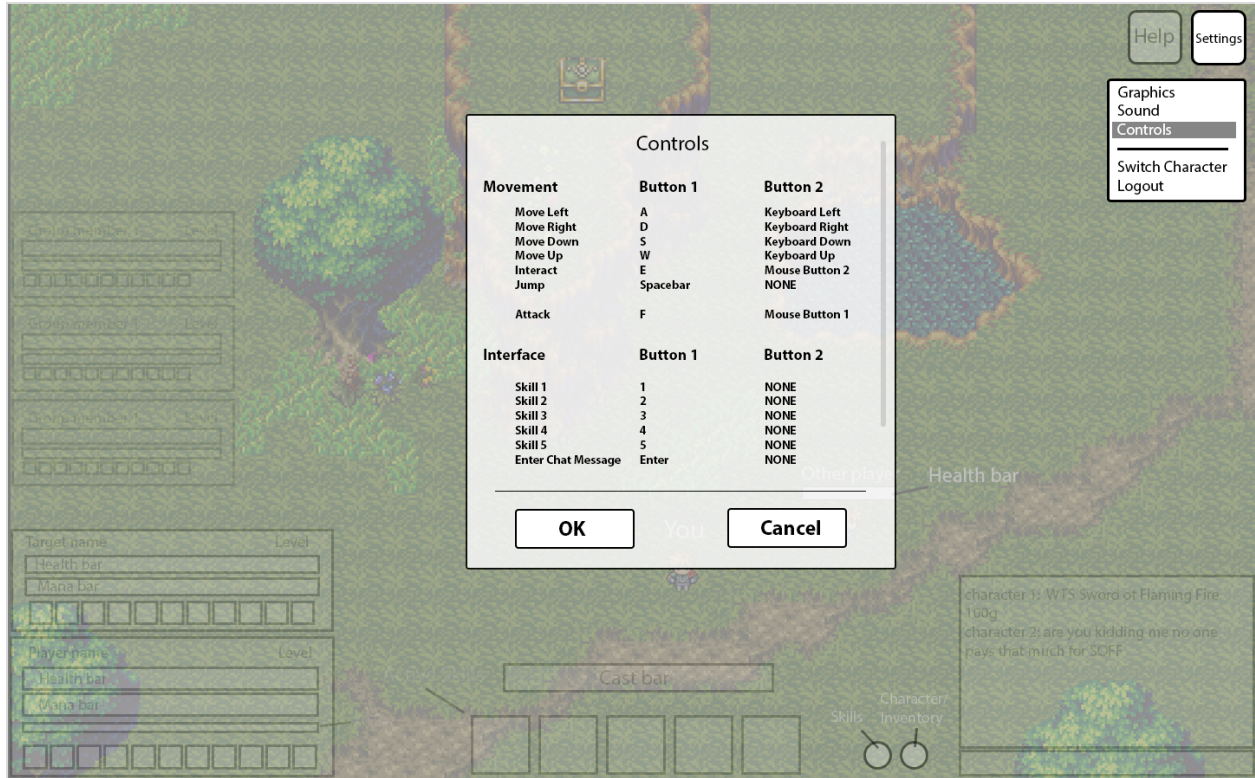 Help
Settings
Graphics
Sound
Controls
Switch Character
Logout
Controls
Movement Button 1 Button 2
Move Left A Keyboard Left
Move Right D Keyboard Right
Move Down S Keyboard Down
Move Up W Keyboard Up
Interact E Mouse Button 2
Jump Spacebar NONE
Attack F Mouse Button 1
Interface Button 1 Button 2
Skill 1 1 NONE
Skill 2 2 NONE
Skill 3 3 NONE
Skill 4 4 NONE
Skill 5 5 NONE
Enter Chat Message Enter NONE
OK Cancel
Other player
Health bar
You
Target name Level
Health bar
Mana bar
Player name Level
Health bar
Mana bar
Cast bar
Skills
Character/
Inventory
character 1: WTS Sword of Flaming Fire
100g
character 2: are you kidding me no one
pays that much for SOFF